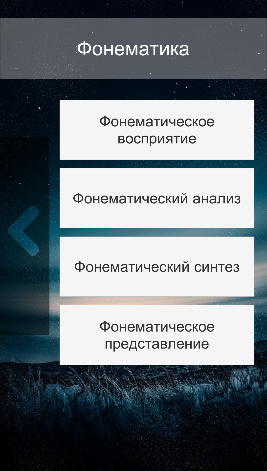 Фонематика
Фонематическое
восприятие
Фонематический анализ
Фонематический синтез
Фонематическое
представление